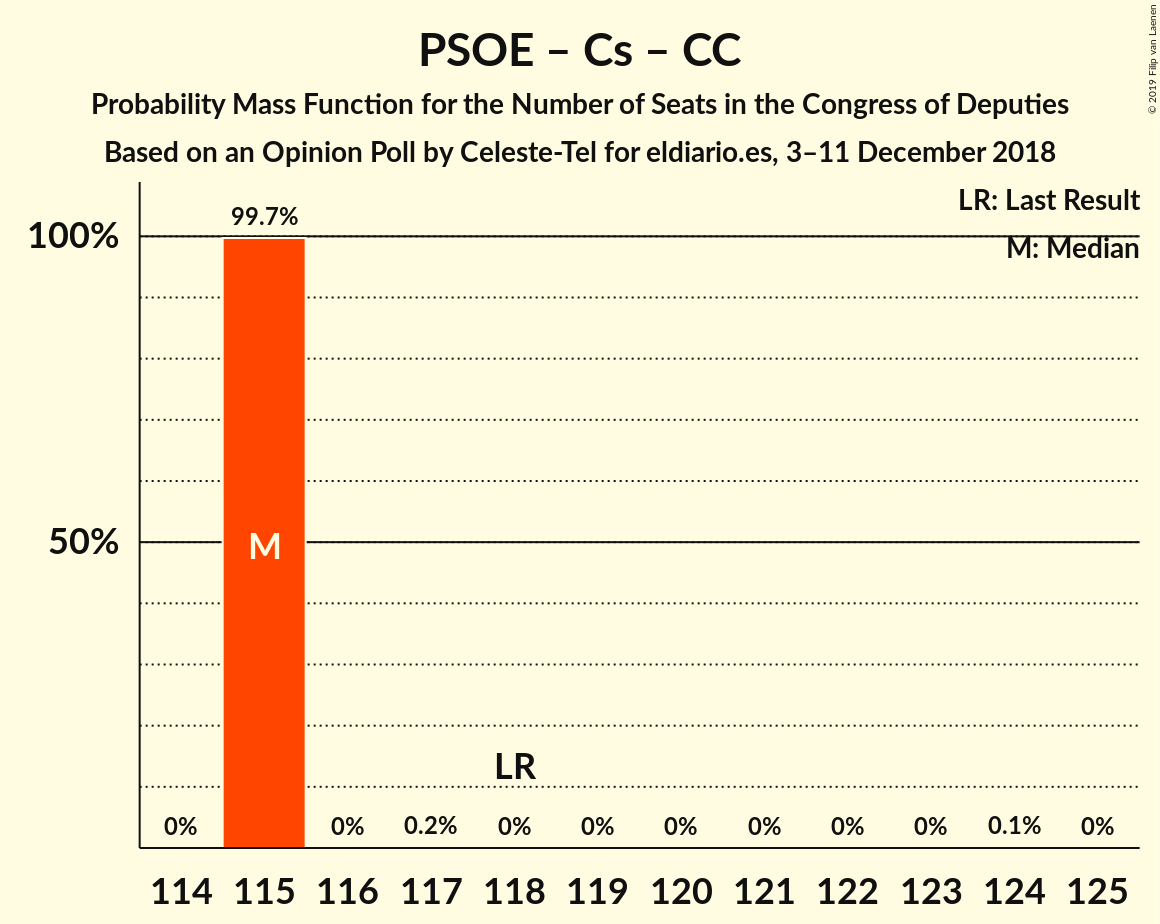 PSOE – Cs – CC
Probability Mass Function for the Number of Seats in the Congress of Deputies
Based on an Opinion Poll by Celeste-Tel for eldiario.es, 3–11 December 2018
© 2019 Filip van Laenen
LR: Last Result
M: Median
100%
50%
99.7%
M
LR
0%
0%
0.2%
0%
0%
0%
0%
0%
0%
0.1%
0%
114 115 116 117 118 119 120 121 122 123 124 125